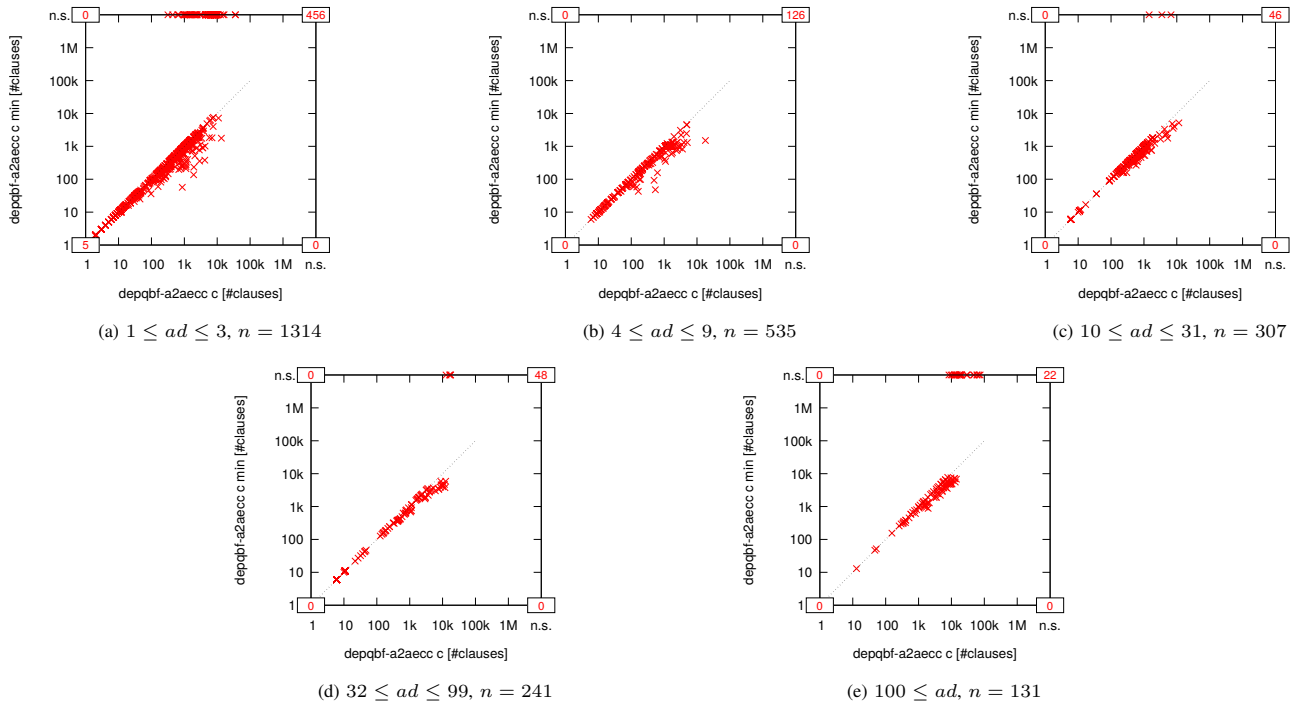 n.s. 0 456
1M
100k
10k
1k
100
10
1 5 0
1 10 100 1k 10k 100k 1M n.s.
depqbf-a2aecc c min [#clauses]
depqbf-a2aecc c [#clauses]
(a) 1 ≤ ad ≤ 3, n = 1314
n.s. 0 126
1M
100k
10k
1k
100
10
1 0 0
1 10 100 1k 10k 100k 1M n.s.
depqbf-a2aecc c min [#clauses]
depqbf-a2aecc c [#clauses]
(b) 4 ≤ ad ≤ 9, n = 535
n.s. 0 46
1M
100k
10k
1k
100
10
1 0 0
1 10 100 1k 10k 100k 1M n.s.
depqbf-a2aecc c min [#clauses]
depqbf-a2aecc c [#clauses]
(c) 10 ≤ ad ≤ 31, n = 307
n.s. 0 48
1M
100k
10k
1k
100
10
1 0 0
1 10 100 1k 10k 100k 1M n.s.
depqbf-a2aecc c min [#clauses]
depqbf-a2aecc c [#clauses]
(d) 32 ≤ ad ≤ 99, n = 241
n.s. 0 22
1M
100k
10k
1k
100
10
1 0 0
1 10 100 1k 10k 100k 1M n.s.
depqbf-a2aecc c min [#clauses]
depqbf-a2aecc c [#clauses]
(e) 100 ≤ ad, n = 131